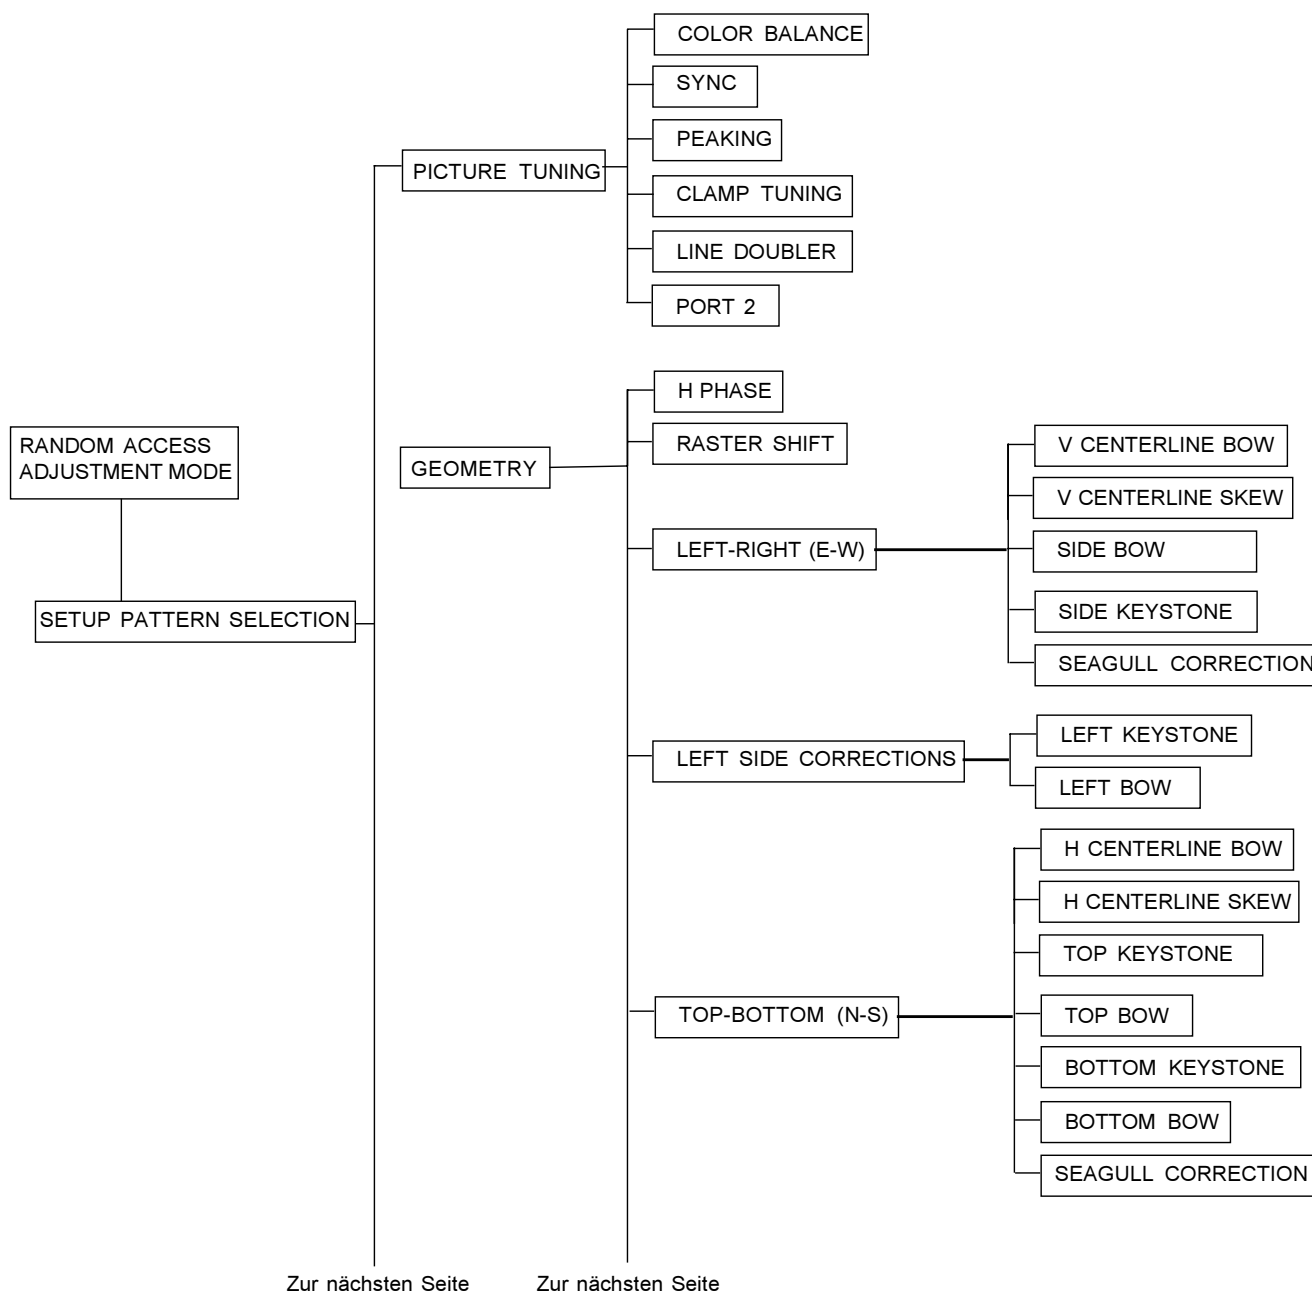 COLOR BALANCE
SYNC
PEAKING
PICTURE TUNING
CLAMP TUNING
LINE DOUBLER
PORT 2
H PHASE
RANDOM ACCESS
ADJUSTMENT MODE
GEOMETRY
RASTER SHIFT
V CENTERLINE BOW
V CENTERLINE SKEW
LEFT-RIGHT (E-W)
SIDE BOW
SETUP PATTERN SELECTION
SIDE KEYSTONE
SEAGULL CORRECTION
LEFT KEYSTONE
LEFT SIDE CORRECTIONS
LEFT BOW
H CENTERLINE BOW
H CENTERLINE SKEW
TOP KEYSTONE
TOP-BOTTOM (N-S)
TOP BOW
BOTTOM KEYSTONE
BOTTOM BOW
SEAGULL CORRECTION
Zur nächsten Seite
Zur nächsten Seite